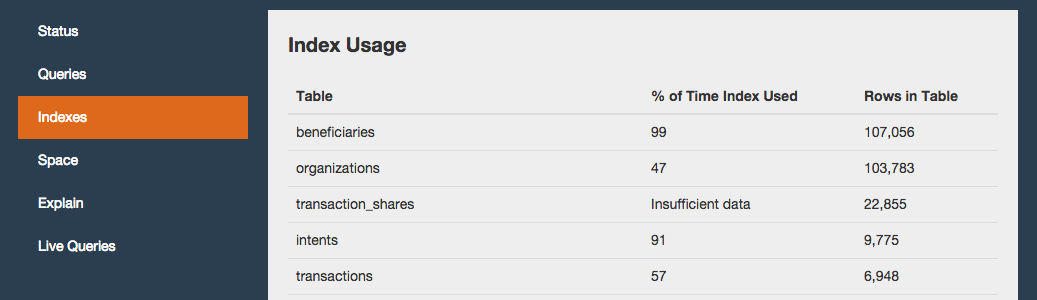 Status
Queries
Indexes
Space
Explain
Live Queries
Index Usage
Table % of Time Index Used Rows in Table
beneficiaries 99 107,056
organizations 47 103,783
transaction_shares Insufficient data 22,855
intents 91 9,775
transactions 57 6,948